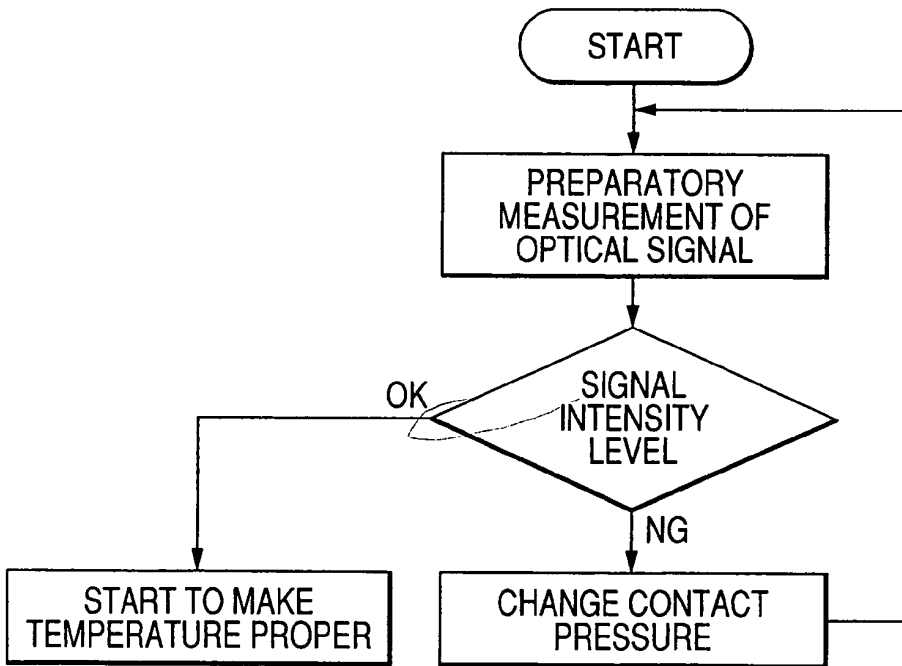 START
PREPARATORY
MEASUREMENT OF
OPTICAL SIGNAL
SIGNAL
INTENSITY
LEVEL
OK
NG
START TO MAKE
TEMPERATURE PROPER
CHANGE CONTACT
PRESSURE